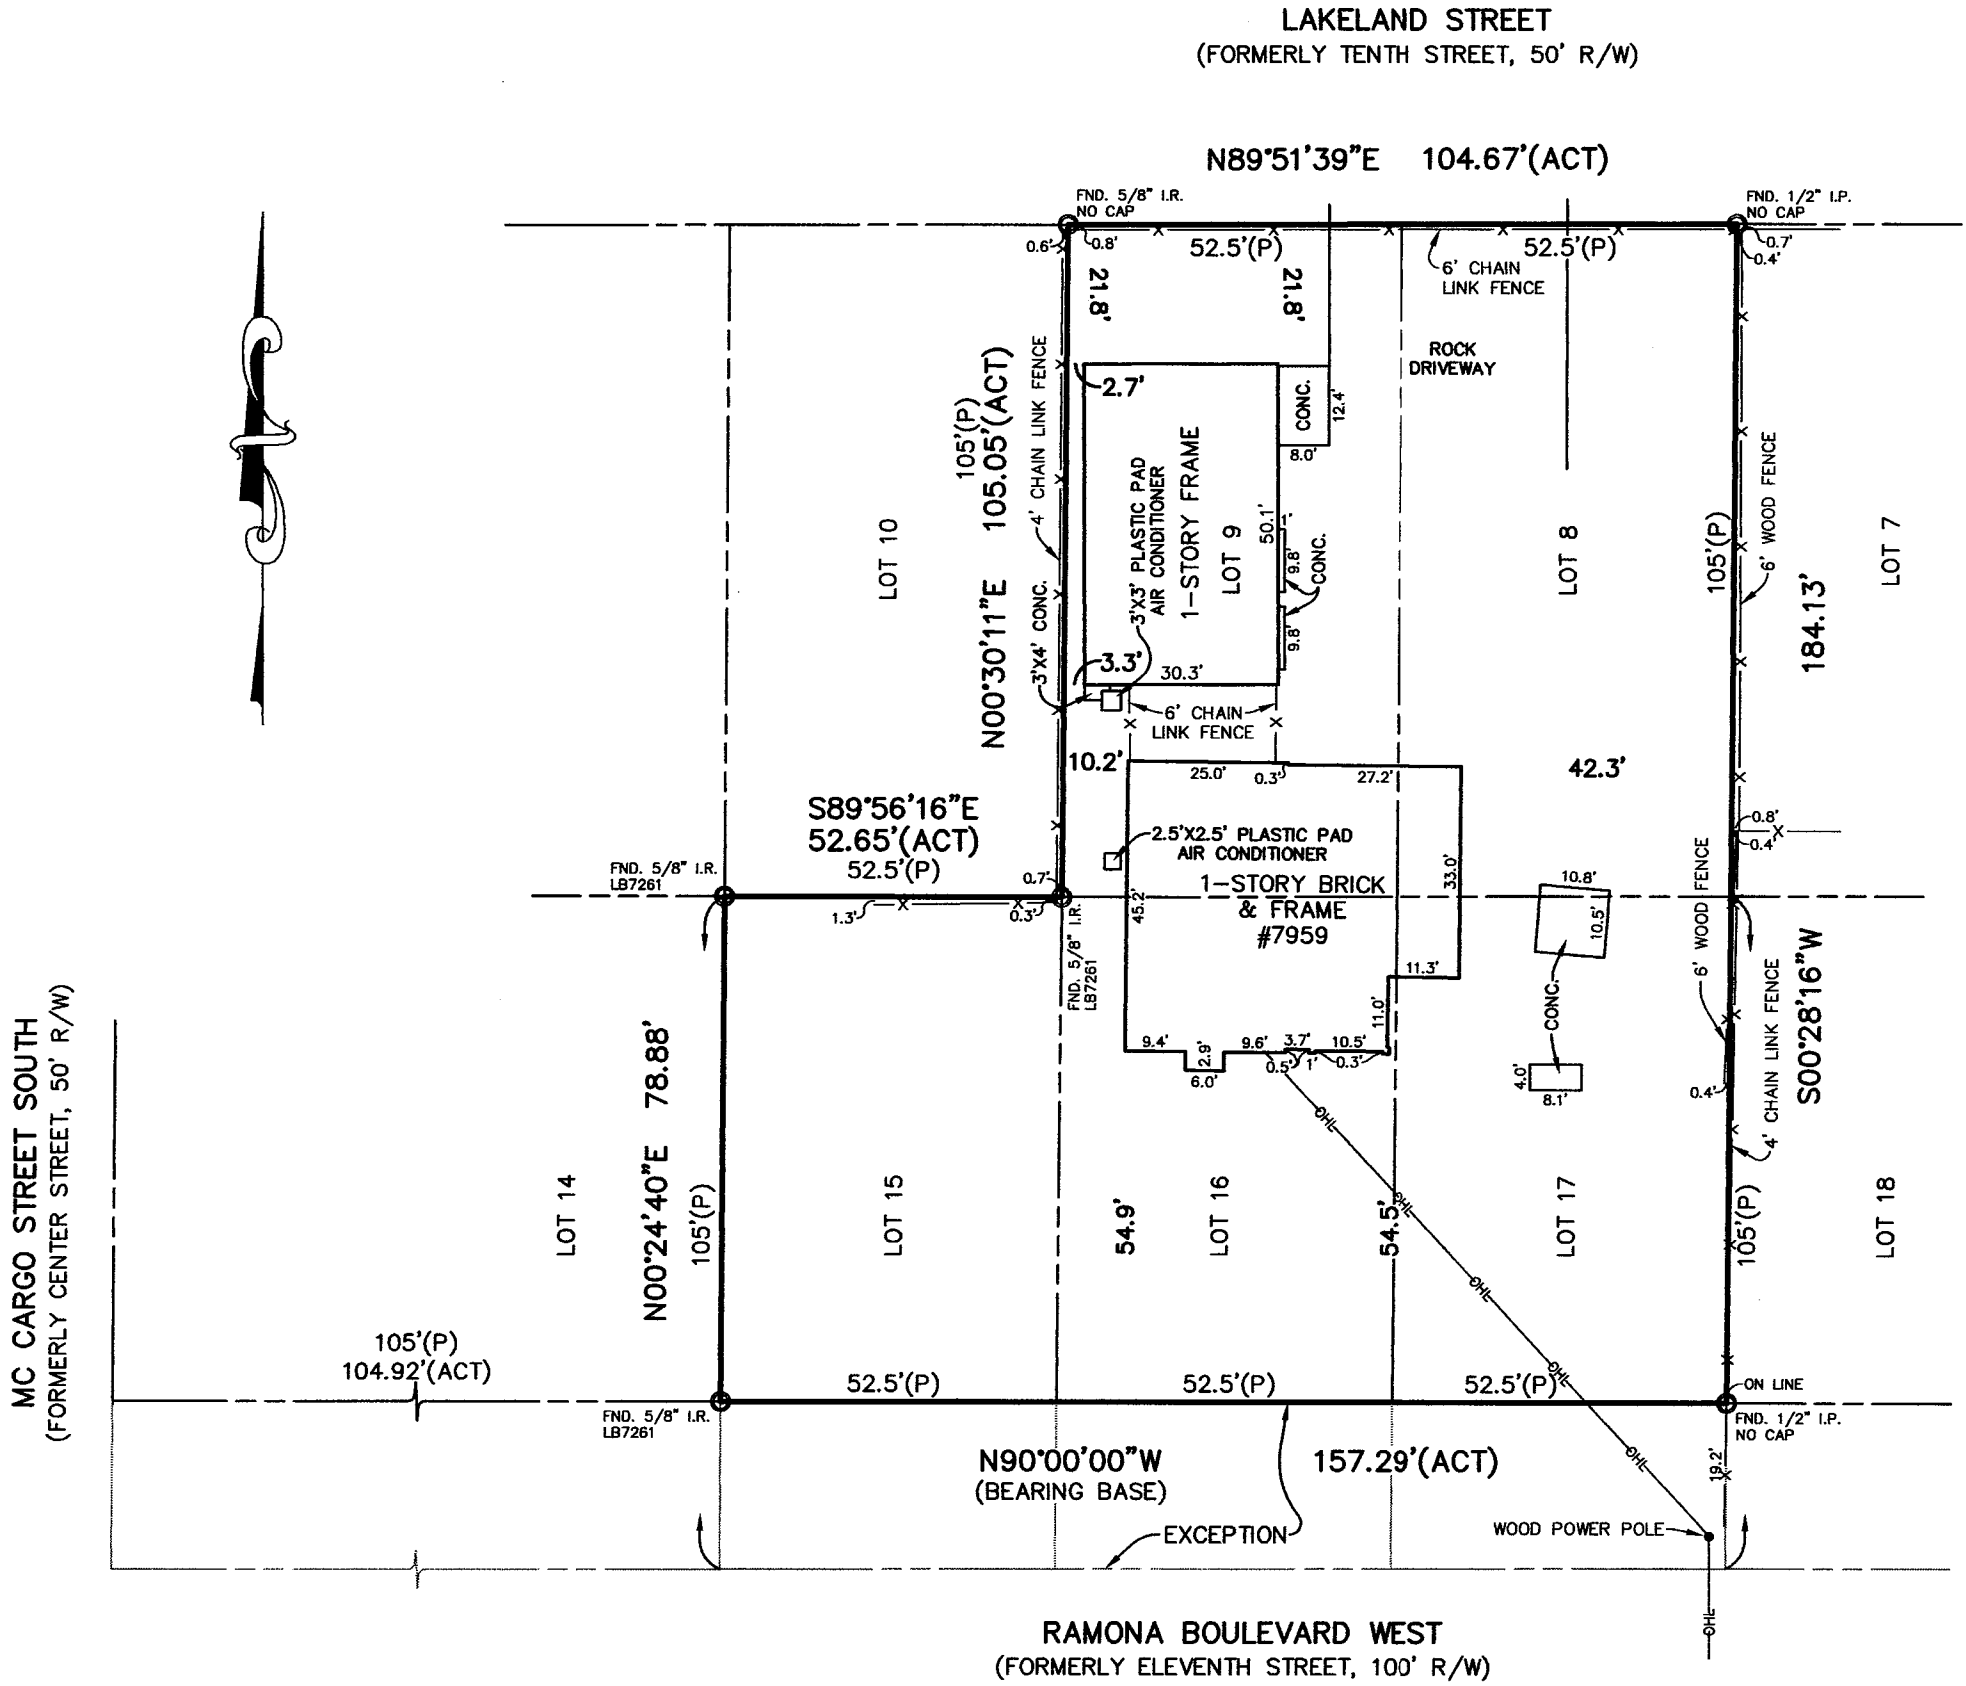 LAKELAND STREET
(FORMERLY TENTH STREET, 50' R/W)
N89°51'39"E 104.67'(ACT)
FND. 5/8" I.R.
NO CAP
FND. 1/2" I.P.
NO CAP
0.6'
0.8'
52.5'(P)
52.5'(P)
0.7'
0.4'
21.8'
21.8'
6' CHAIN
LINK FENCE
ROCK
DRIVEWAY
2.7'
CONC.
12.4'
8.0'
105'(P)
N00°30'11"E 105.05'(ACT)
4' CHAIN LINK FENCE
3'X4' CONC.
3'X3' PLASTIC PAD
AIR CONDITIONER
1-STORY FRAME
LOT 9
50.1'
1'
9.8'
CONC.
9.8'
LOT 10
LOT 8
105'(P)
6' WOOD FENCE
184.13'
LOT 7
3.3'
30.3'
6' CHAIN
LINK FENCE
10.2'
25.0'
0.3'
27.2'
42.3'
S89°56'16"E
52.65'(ACT)
52.5'(P)
FND. 5/8" I.R.
LB7261
0.7'
1.3'
0.3'
FND. 5/8" I.R.
LB7261
2.5'X2.5' PLASTIC PAD
AIR CONDITIONER
1-STORY BRICK
& FRAME
#7959
45.2'
33.0'
0.8'
0.4'
6' WOOD FENCE
10.8'
10.5'
CONC.
11.3'
11.0'
9.4'
2.9'
6.0'
9.6'
3.7'
10.5'
0.5'
1'
0.3'
4.0'
8.1'
0.4'
4' CHAIN LINK FENCE
S00°28'16"W
MC CARGO STREET SOUTH
(FORMERLY CENTER STREET, 50' R/W)
N00°24'40"E 78.88'
105'(P)
LOT 14
LOT 15
54.9'
LOT 16
54.5'
LOT 17
105'(P)
LOT 18
OHL
OHL
OHL
OHL
OHL
OHL
105'(P)
104.92'(ACT)
52.5'(P)
52.5'(P)
52.5'(P)
ON LINE
FND. 5/8" I.R.
LB7261
FND. 1/2" I.P.
NO CAP
N90°00'00"W 157.29'(ACT)
(BEARING BASE)
19.2'
EXCEPTION
WOOD POWER POLE
RAMONA BOULEVARD WEST
(FORMERLY ELEVENTH STREET, 100' R/W)